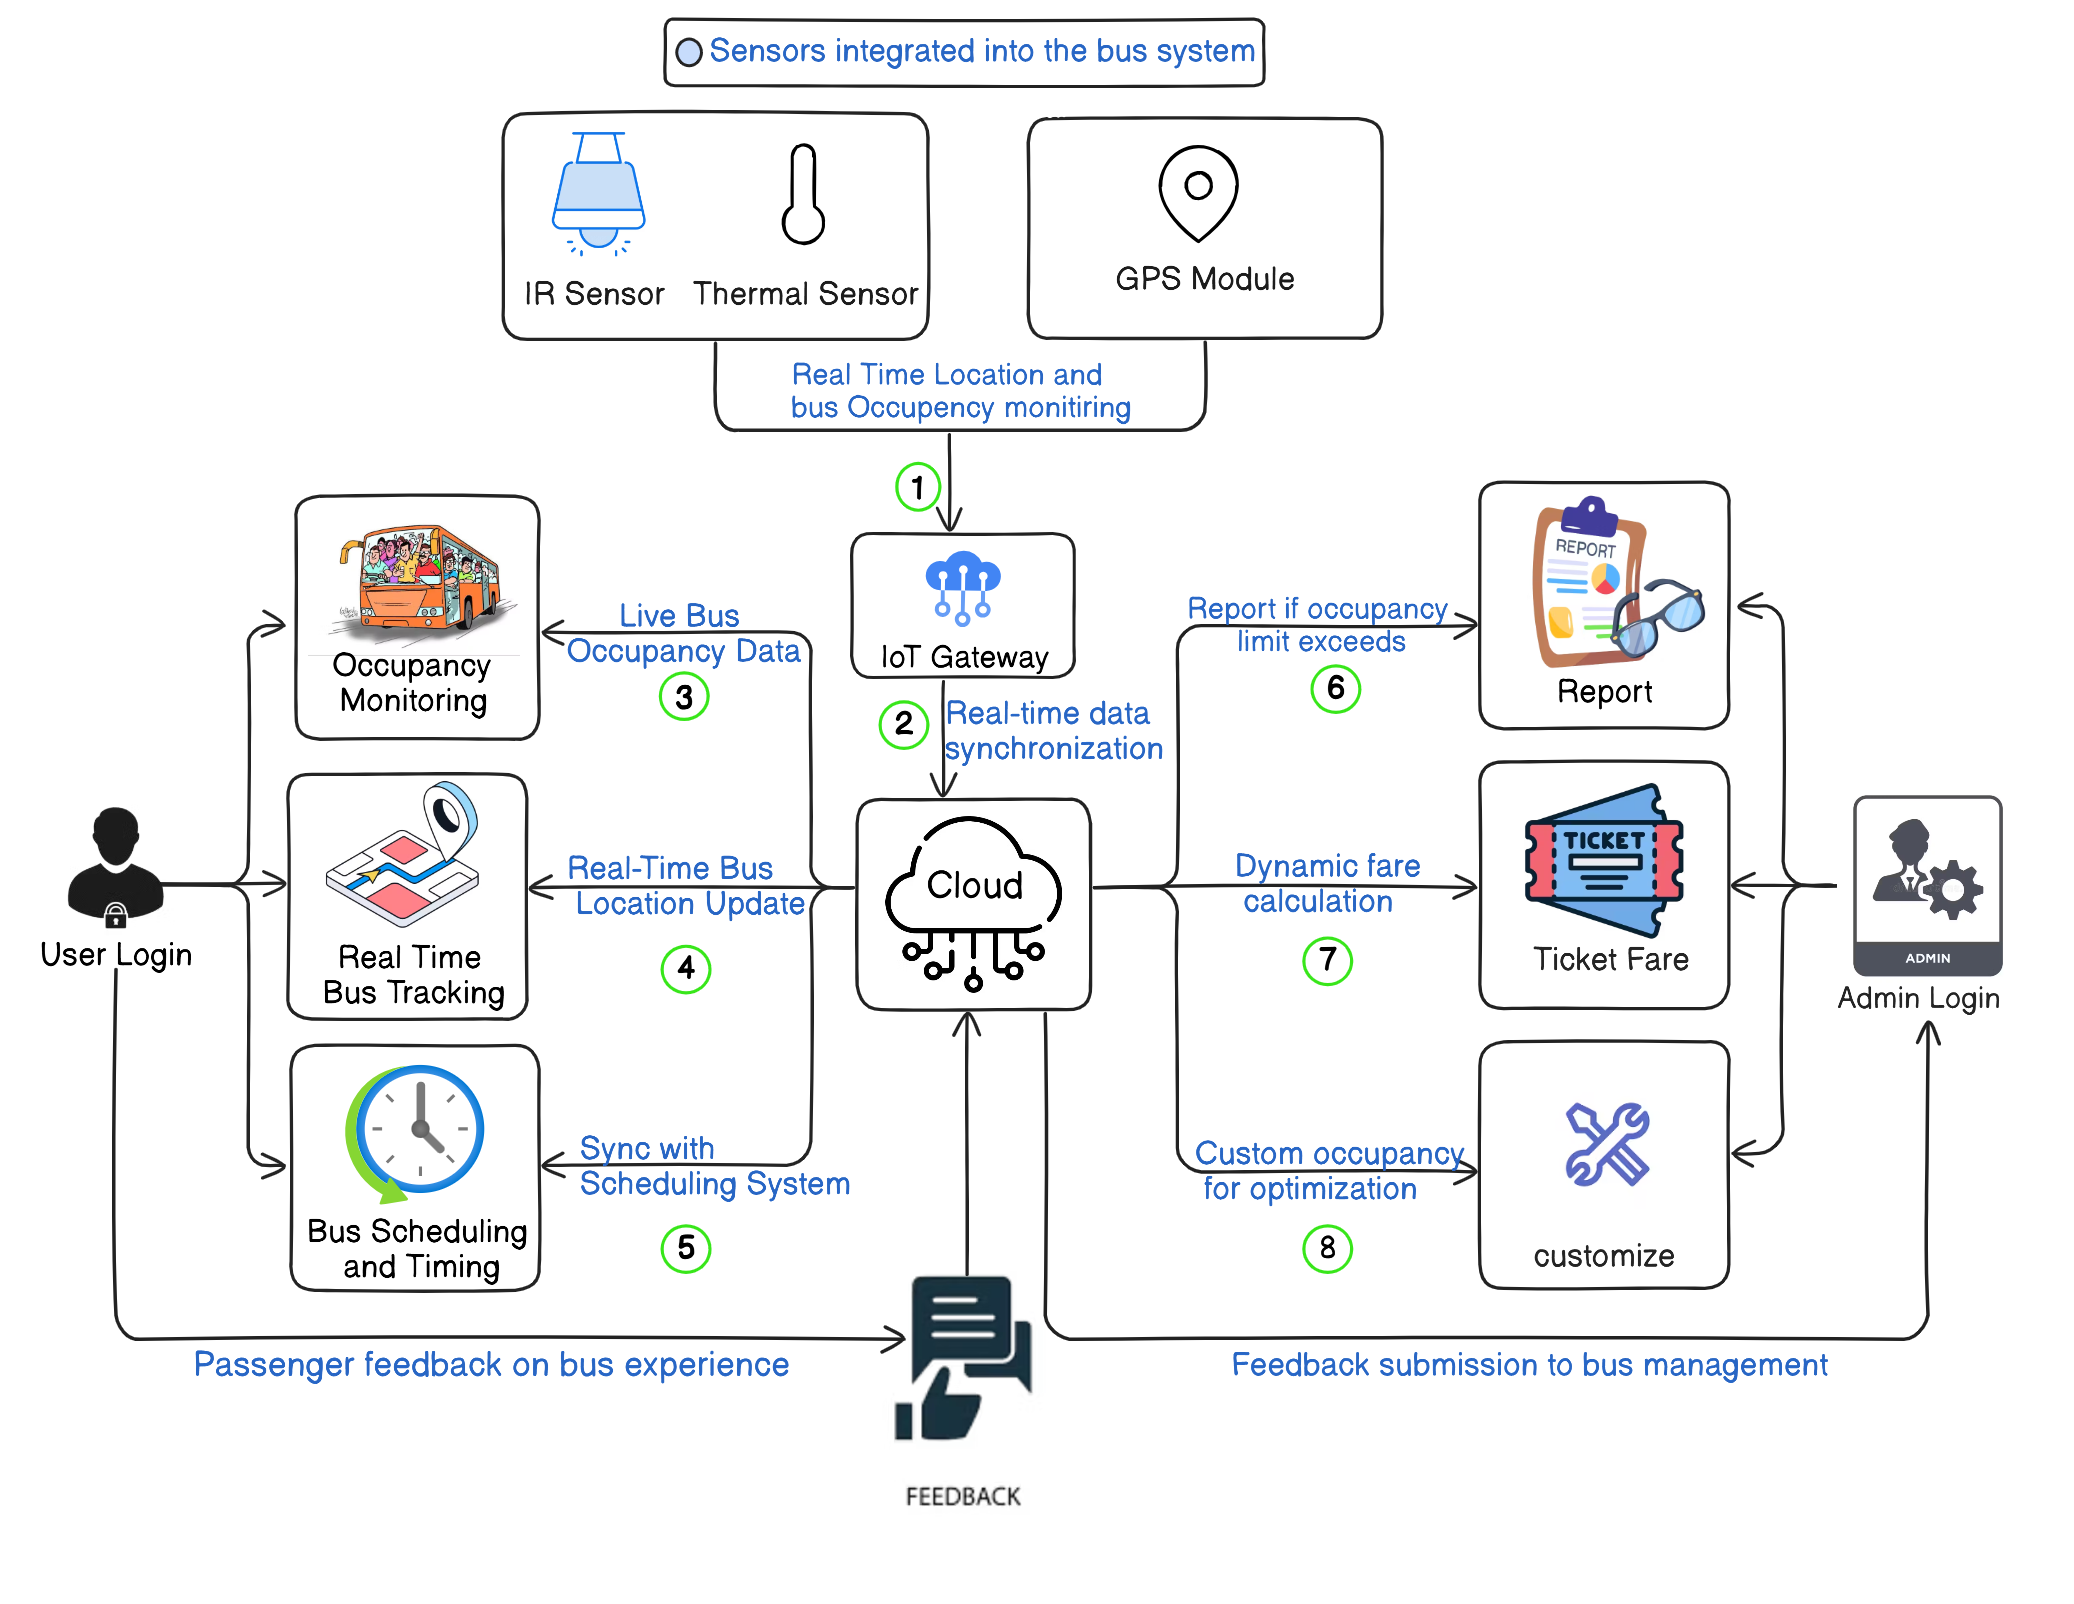 Sensors integrated into the bus system
IR Sensor
Thermal Sensor
GPS Module
Real Time Location and
bus Occupency monitiring
1
IoT Gateway
2
Real-time data
synchronization
Cloud
Occupancy
Monitoring
Live Bus
Occupancy Data
3
Real Time
Bus Tracking
Real-Time Bus
Location Update
4
Bus Scheduling
and Timing
Sync with
Scheduling System
5
User Login
REPORT
Report
Report if occupancy
limit exceeds
6
TICKET
Ticket Fare
Dynamic fare
calculation
7
customize
Custom occupancy
for optimization
8
ADMIN
Admin Login
Passenger feedback on bus experience
Feedback submission to bus management
FEEDBACK